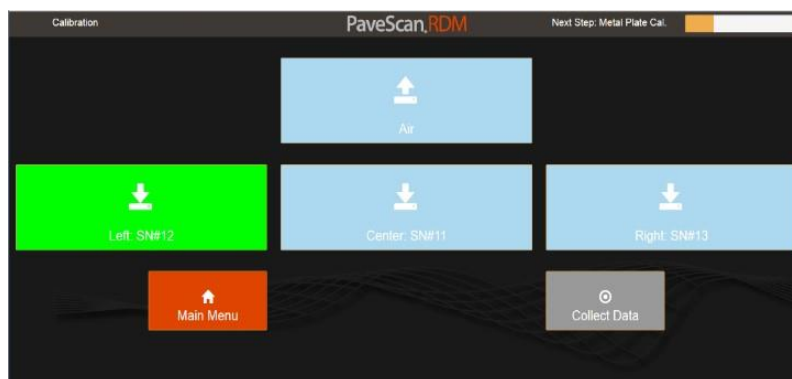 Calibration
PaveScan.RDM
Next Step: Metal Plate Cal.
Air
Left: SN#12
Center: SN#11
Right: SN#13
Main Menu
Collect Data